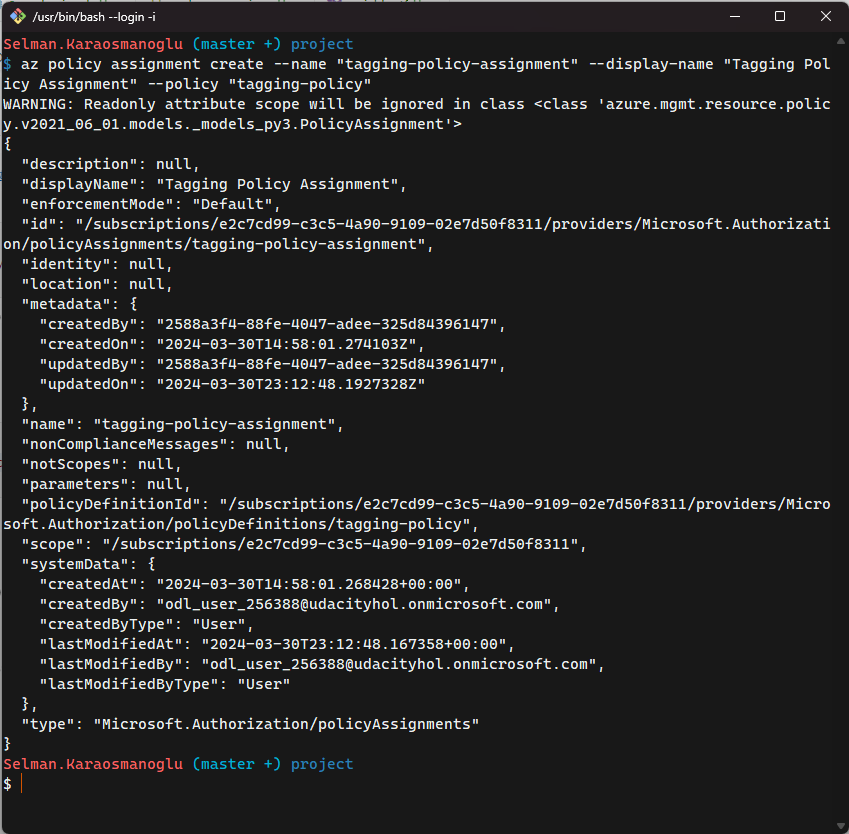 /usr/bin/bash --login -i
Selman.Karaosmanoglu (master +) project
$ az policy assignment create --name "tagging-policy-assignment" --display-name "Tagging Pol
icy Assignment" --policy "tagging-policy"
WARNING: Readonly attribute scope will be ignored in class <class 'azure.mgmt.resource.polic
y.v2021_06_01.models._models_py3.PolicyAssignment'>
{
  "description": null,
  "displayName": "Tagging Policy Assignment",
  "enforcementMode": "Default",
  "id": "/subscriptions/e2c7cd99-c3c5-4a90-9109-02e7d50f8311/providers/Microsoft.Authorizati
on/policyAssignments/tagging-policy-assignment",
  "identity": null,
  "location": null,
  "metadata": {
    "createdBy": "2588a3f4-88fe-4047-adee-325d84396147",
    "createdOn": "2024-03-30T14:58:01.274103Z",
    "updatedBy": "2588a3f4-88fe-4047-adee-325d84396147",
    "updatedOn": "2024-03-30T23:12:48.1927328Z"
  },
  "name": "tagging-policy-assignment",
  "nonComplianceMessages": null,
  "notScopes": null,
  "parameters": null,
  "policyDefinitionId": "/subscriptions/e2c7cd99-c3c5-4a90-9109-02e7d50f8311/providers/Micro
soft.Authorization/policyDefinitions/tagging-policy",
  "scope": "/subscriptions/e2c7cd99-c3c5-4a90-9109-02e7d50f8311",
  "systemData": {
    "createdAt": "2024-03-30T14:58:01.268428+00:00",
    "createdBy": "odl_user_256388@udacityhol.onmicrosoft.com",
    "createdByType": "User",
    "lastModifiedAt": "2024-03-30T23:12:48.167358+00:00",
    "lastModifiedBy": "odl_user_256388@udacityhol.onmicrosoft.com",
    "lastModifiedByType": "User"
  },
  "type": "Microsoft.Authorization/policyAssignments"
}
Selman.Karaosmanoglu (master +) project
$